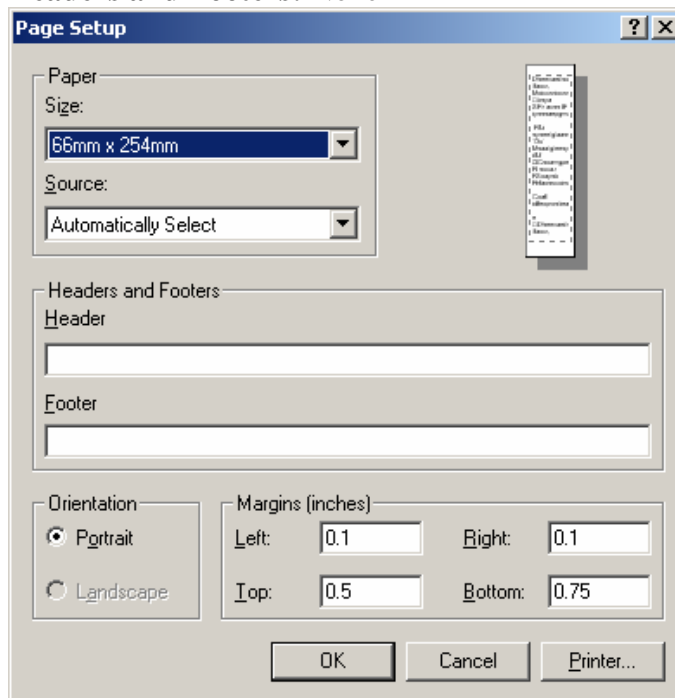 Page Setup
Paper
Size:
66mm x 254mm
Source:
Automatically Select
Headers and Footers
Header
Footer
Orientation
Portrait
Landscape
Margins (inches)
Left: 0.1 Right: 0.1
Top: 0.5 Bottom: 0.75
OK Cancel Printer...